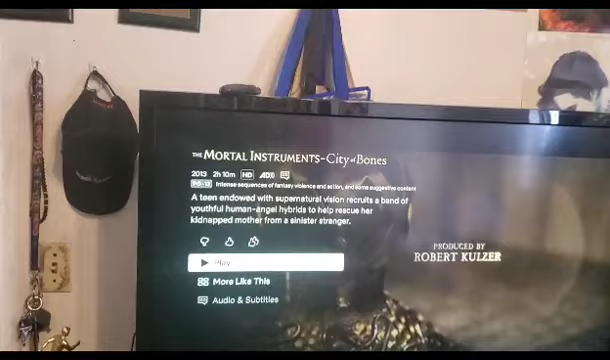 THE MORTAL INSTRUMENTS-City of Bones
2013 2h 10m HD AD
PG-13 Intense sequences of fantasy violence and action, and some suggestive content
A teen endowed with supernatural vision recruits a band of
youthful human-angel hybrids to help rescue her
kidnapped mother from a sinister stranger.
Play
More Like This
Audio & Subtitles
PRODUCED BY
ROBERT KULZER